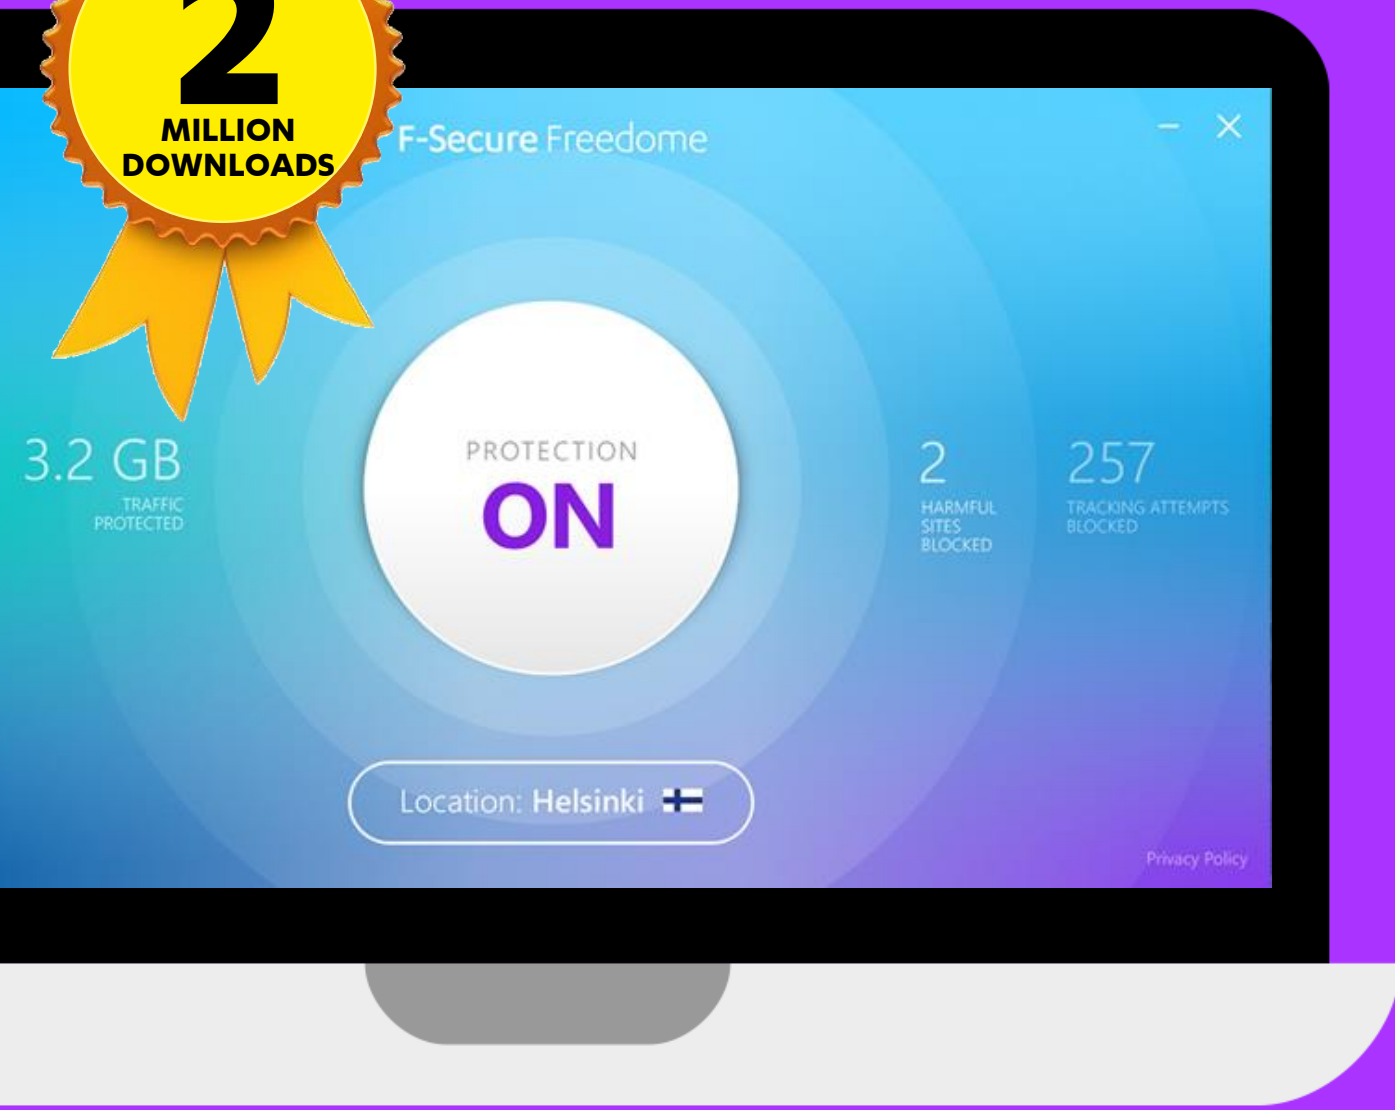 2
MILLION
DOWNLOADS
F-Secure Freedome
3.2 GB
TRAFFIC
PROTECTED
PROTECTION
ON
2
HARMFUL
SITES
BLOCKED
257
TRACKING ATTEMPTS
BLOCKED
Location: Helsinki
Privacy Policy